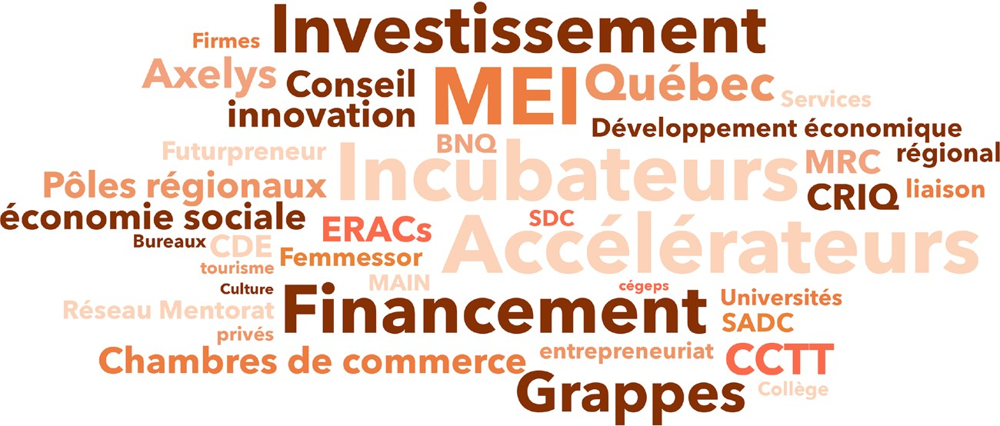 Investissement
Firmes
Axelys
Conseil
innovation
MEI
Québec
Services
Développement économique
régional
Futurpreneur
BNQ
Incubateurs
MRC
Pôles régionaux
CRIQ
liaison
économie sociale
ERACs
SDC
Accélérateurs
Bureaux
CDE
Femmessor
tourisme
MAIN
Culture
cégeps
Financement
Universités
Réseau Mentorat
SADC
privés
Chambres de commerce
entrepreneuriat
CCTT
Grappes
Collège